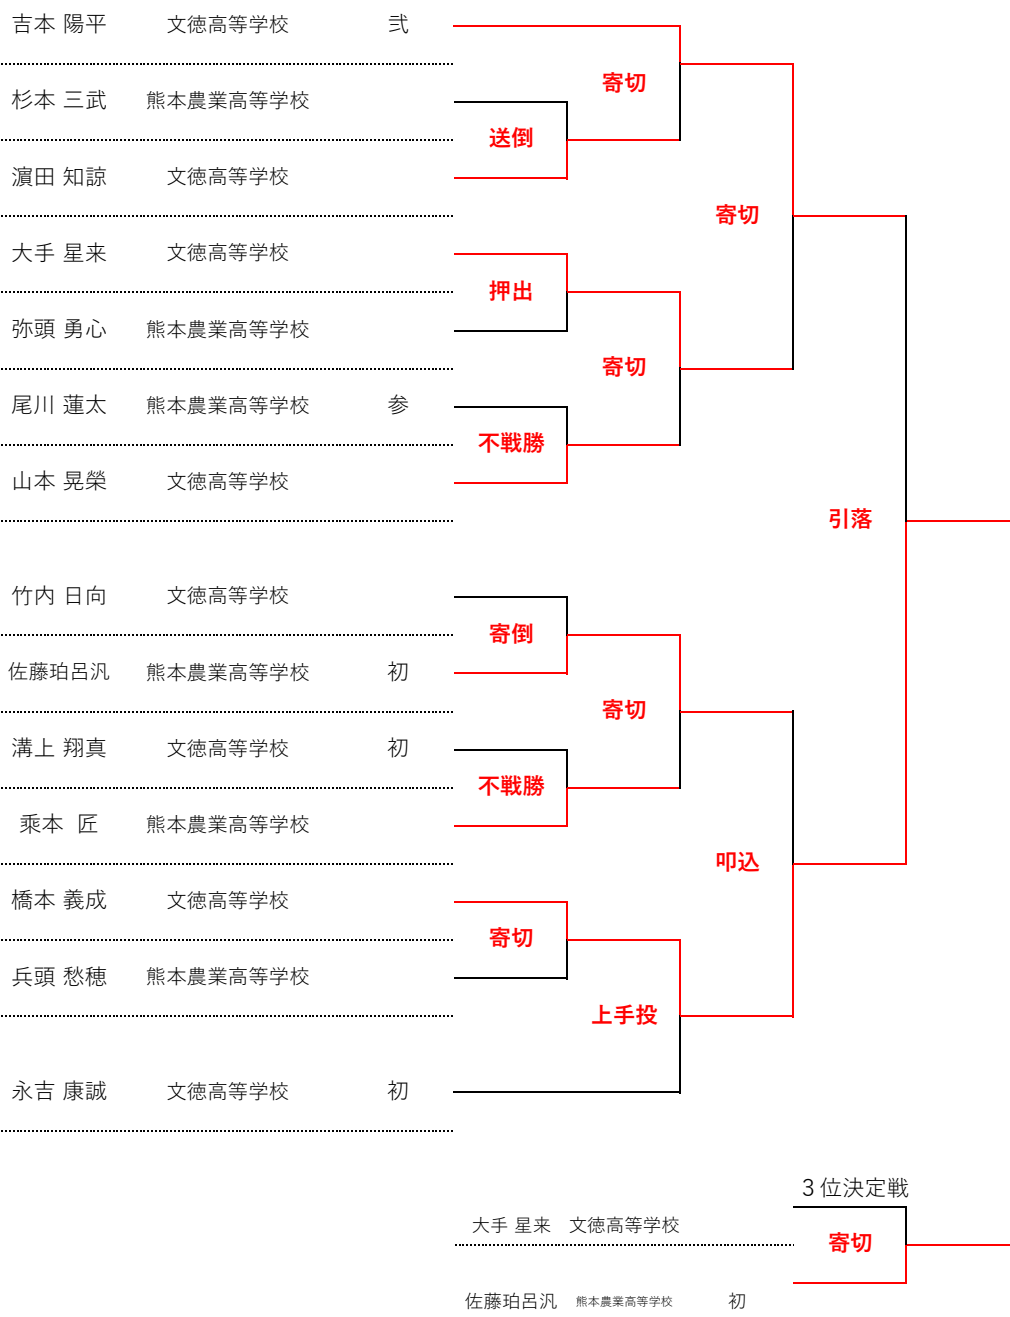 吉本 陽平 文徳高等学校 弐
寄切
杉本 三武 熊本農業高等学校
送倒
濵田 知諒 文徳高等学校
寄切
大手 星来 文徳高等学校
押出
弥頭 勇心 熊本農業高等学校
寄切
尾川 蓮太 熊本農業高等学校 参
不戦勝
山本 晃榮 文徳高等学校
引落
竹内 日向 文徳高等学校
寄倒
佐藤珀呂汎 熊本農業高等学校 初
寄切
溝上 翔真 文徳高等学校 初
不戦勝
乘本 匠 熊本農業高等学校
叩込
橋本 義成 文徳高等学校
寄切
兵頭 愁穂 熊本農業高等学校
上手投
永吉 康誠 文徳高等学校 初
３位決定戦
大手 星来 文徳高等学校
寄切
佐藤珀呂汎 熊本農業高等学校 初